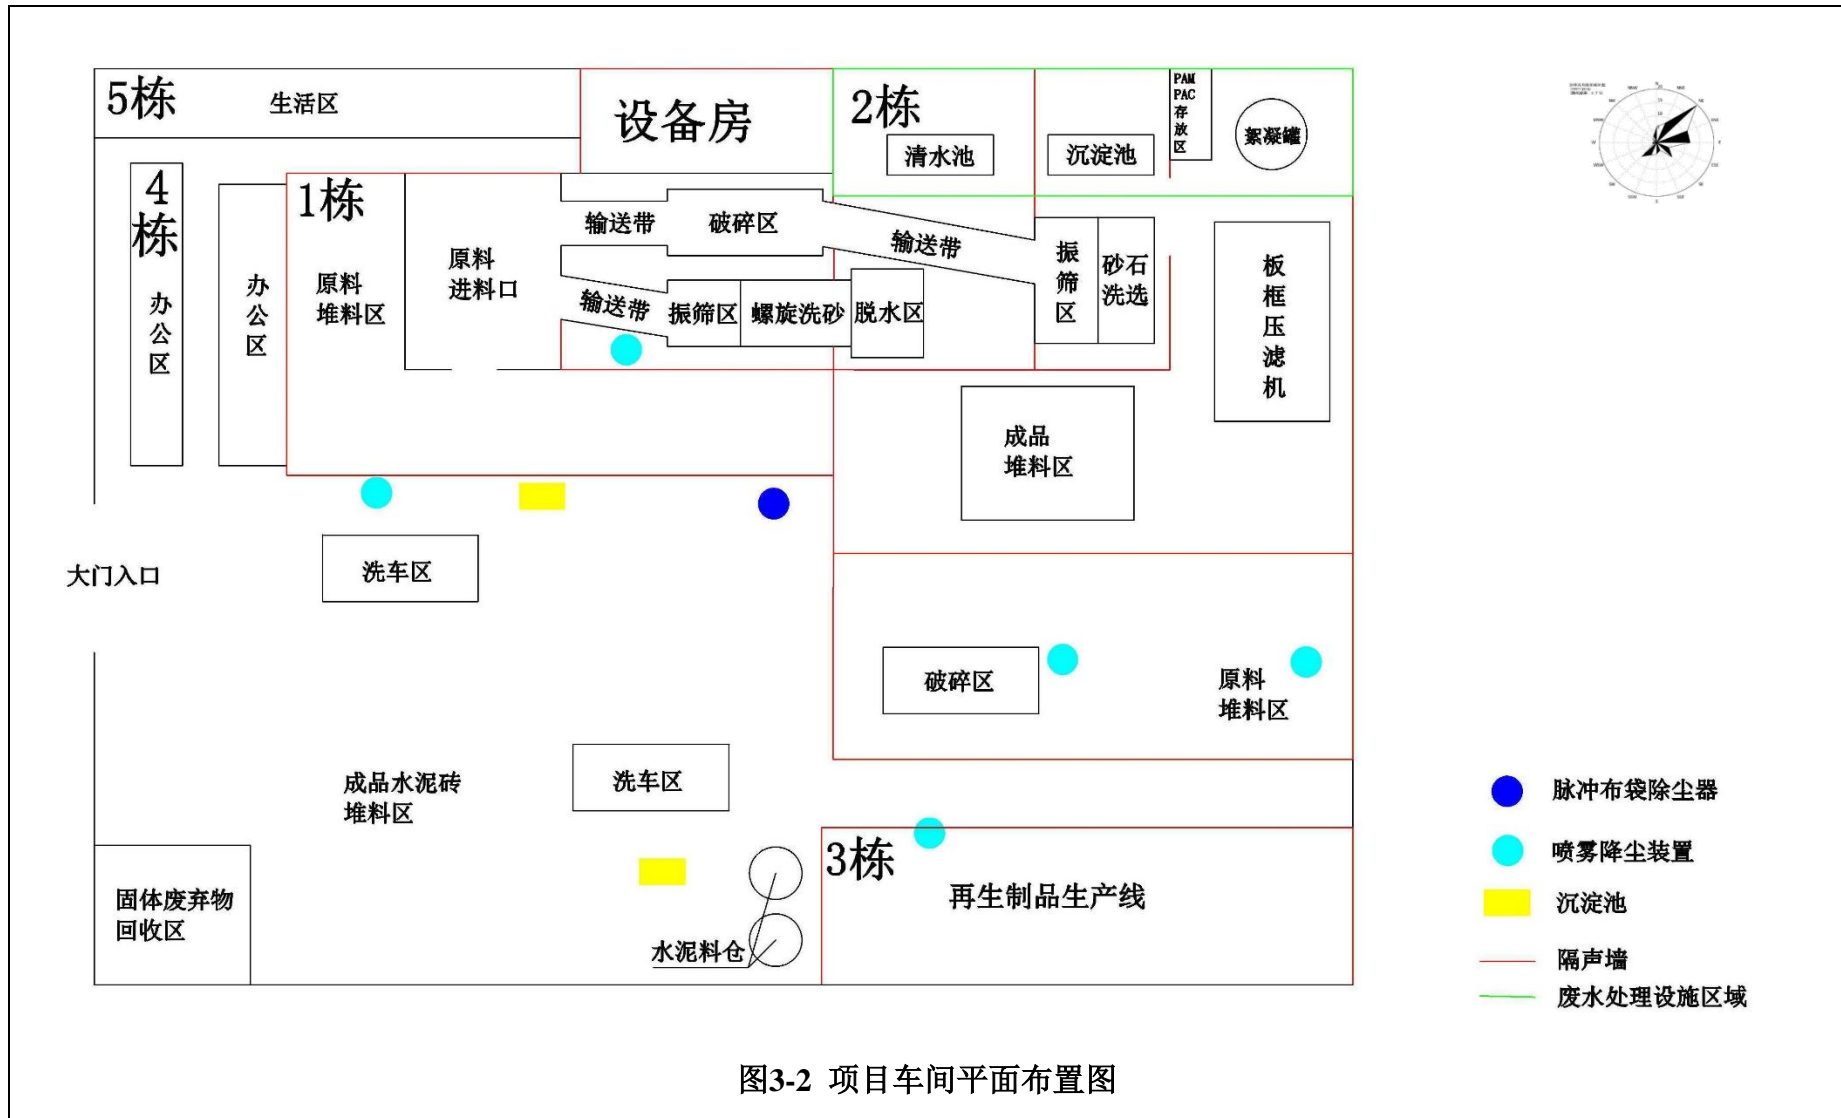 5栋
生活区
设备房
2栋
清水池
沉淀池
PAM
PAC
存
放
区
絮凝罐
4
栋
办
公
区
办
公
区
1栋
原料
堆料区
原料
进料口
输送带
破碎区
输送带
输送带
振筛区
螺旋洗砂
脱水区
振
筛
区
砂石
洗选
板
框
压
滤
机
成品
堆料区
大门入口
洗车区
破碎区
原料
堆料区
成品水泥砖
堆料区
洗车区
固体废弃物
回收区
水泥料仓
3栋
再生制品生产线
脉冲布袋除尘器
喷雾降尘装置
沉淀池
隔声墙
废水处理设施区域
图3-2 项目车间平面布置图